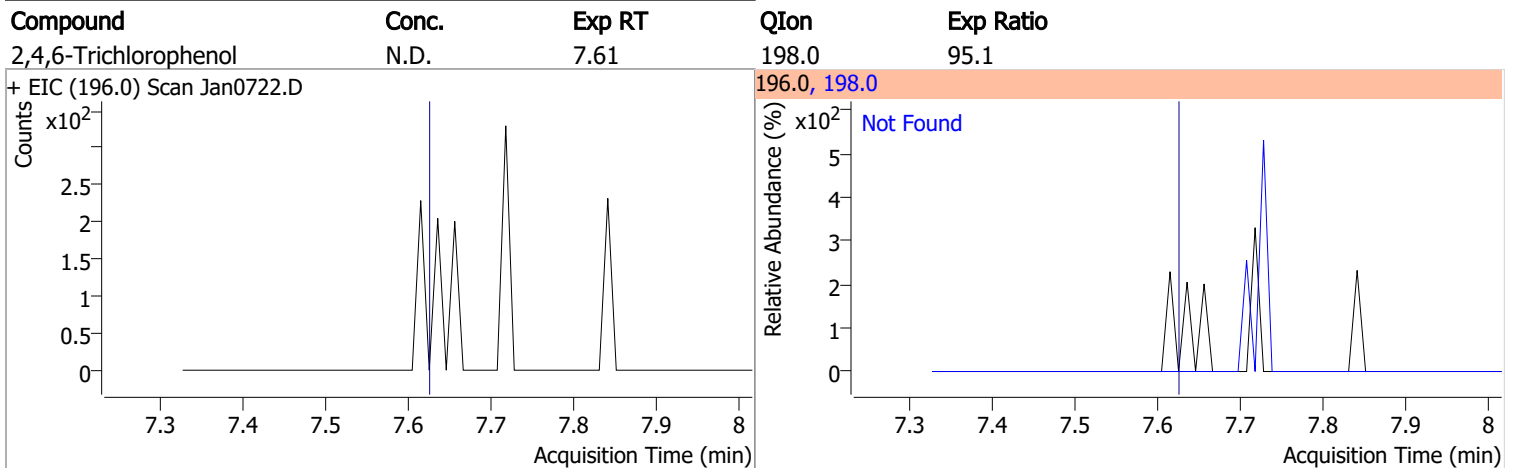 Compound Conc. Exp RT QIon Exp Ratio
2,4,6-Trichlorophenol N.D. 7.61 198.0 95.1
+ EIC (196.0) Scan Jan0722.D
Counts
x10²
2.5
2
1.5
1
0.5
0
7.3 7.4 7.5 7.6 7.7 7.8 7.9 8
Acquisition Time (min)
196.0, 198.0
Relative Abundance (%)
x10²
Not Found
5
4
3
2
1
0
7.3 7.4 7.5 7.6 7.7 7.8 7.9 8
Acquisition Time (min)